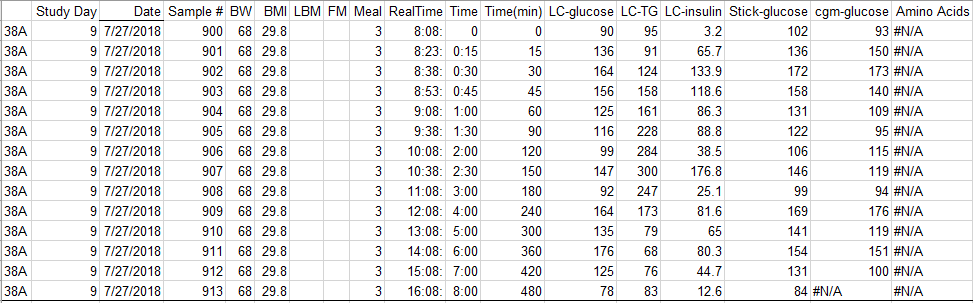 Study Day Date Sample # BW BMI LBM FM Meal RealTime Time Time(min) LC-glucose LC-TG LC-insulin Stick-glucose cgm-glucose Amino Acids
38A 9 7/27/2018 900 68 29.8 3 8:08: 0 0 90 95 3.2 102 93 #N/A
38A 9 7/27/2018 901 68 29.8 3 8:23: 0:15 15 136 91 65.7 136 150 #N/A
38A 9 7/27/2018 902 68 29.8 3 8:38: 0:30 30 164 124 133.9 172 173 #N/A
38A 9 7/27/2018 903 68 29.8 3 8:53: 0:45 45 156 158 118.6 158 140 #N/A
38A 9 7/27/2018 904 68 29.8 3 9:08: 1:00 60 125 161 86.3 131 109 #N/A
38A 9 7/27/2018 905 68 29.8 3 9:38: 1:30 90 116 228 88.8 122 95 #N/A
38A 9 7/27/2018 906 68 29.8 3 10:08: 2:00 120 99 284 38.5 106 115 #N/A
38A 9 7/27/2018 907 68 29.8 3 10:38: 2:30 150 147 300 176.8 146 119 #N/A
38A 9 7/27/2018 908 68 29.8 3 11:08: 3:00 180 92 247 25.1 99 94 #N/A
38A 9 7/27/2018 909 68 29.8 3 12:08: 4:00 240 164 173 81.6 169 176 #N/A
38A 9 7/27/2018 910 68 29.8 3 13:08: 5:00 300 135 79 65 141 119 #N/A
38A 9 7/27/2018 911 68 29.8 3 14:08: 6:00 360 176 68 80.3 154 151 #N/A
38A 9 7/27/2018 912 68 29.8 3 15:08: 7:00 420 125 76 44.7 131 100 #N/A
38A 9 7/27/2018 913 68 29.8 3 16:08: 8:00 480 78 83 12.6 84 #N/A #N/A